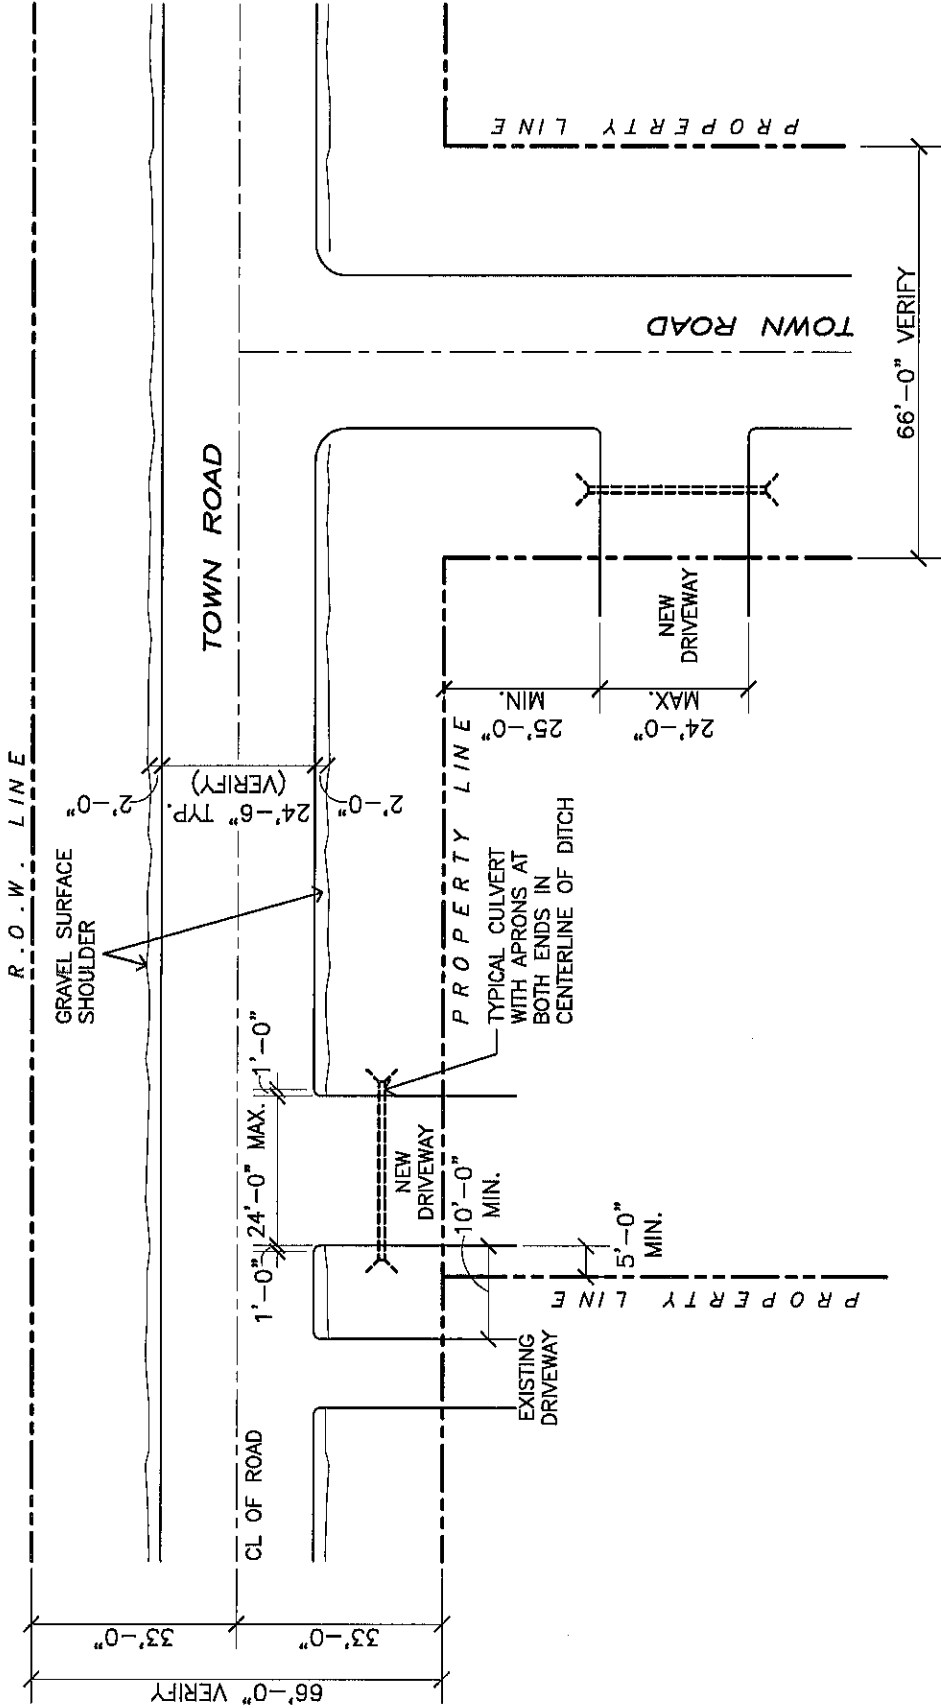 R.O.W. LINE
GRAVEL SURFACE
SHOULDER
2'-0"
24'-6" TYP.
(VERIFY)
2'-0"
TOWN ROAD
CL OF ROAD
1'-0"
24'-0" MAX.
1'-0"
33'-0"
33'-0"
66'-0" VERIFY
EXISTING
DRIVEWAY
NEW
DRIVEWAY
10'-0"
MIN.
5'-0"
MIN.
PROPERTY LINE
PROPERTY LINE
TYPICAL CULVERT
WITH APRONS AT
BOTH ENDS IN
CENTERLINE OF DITCH
25'-0"
MIN.
24'-0"
MAX.
NEW
DRIVEWAY
TOWN ROAD
PROPERTY LINE
66'-0" VERIFY